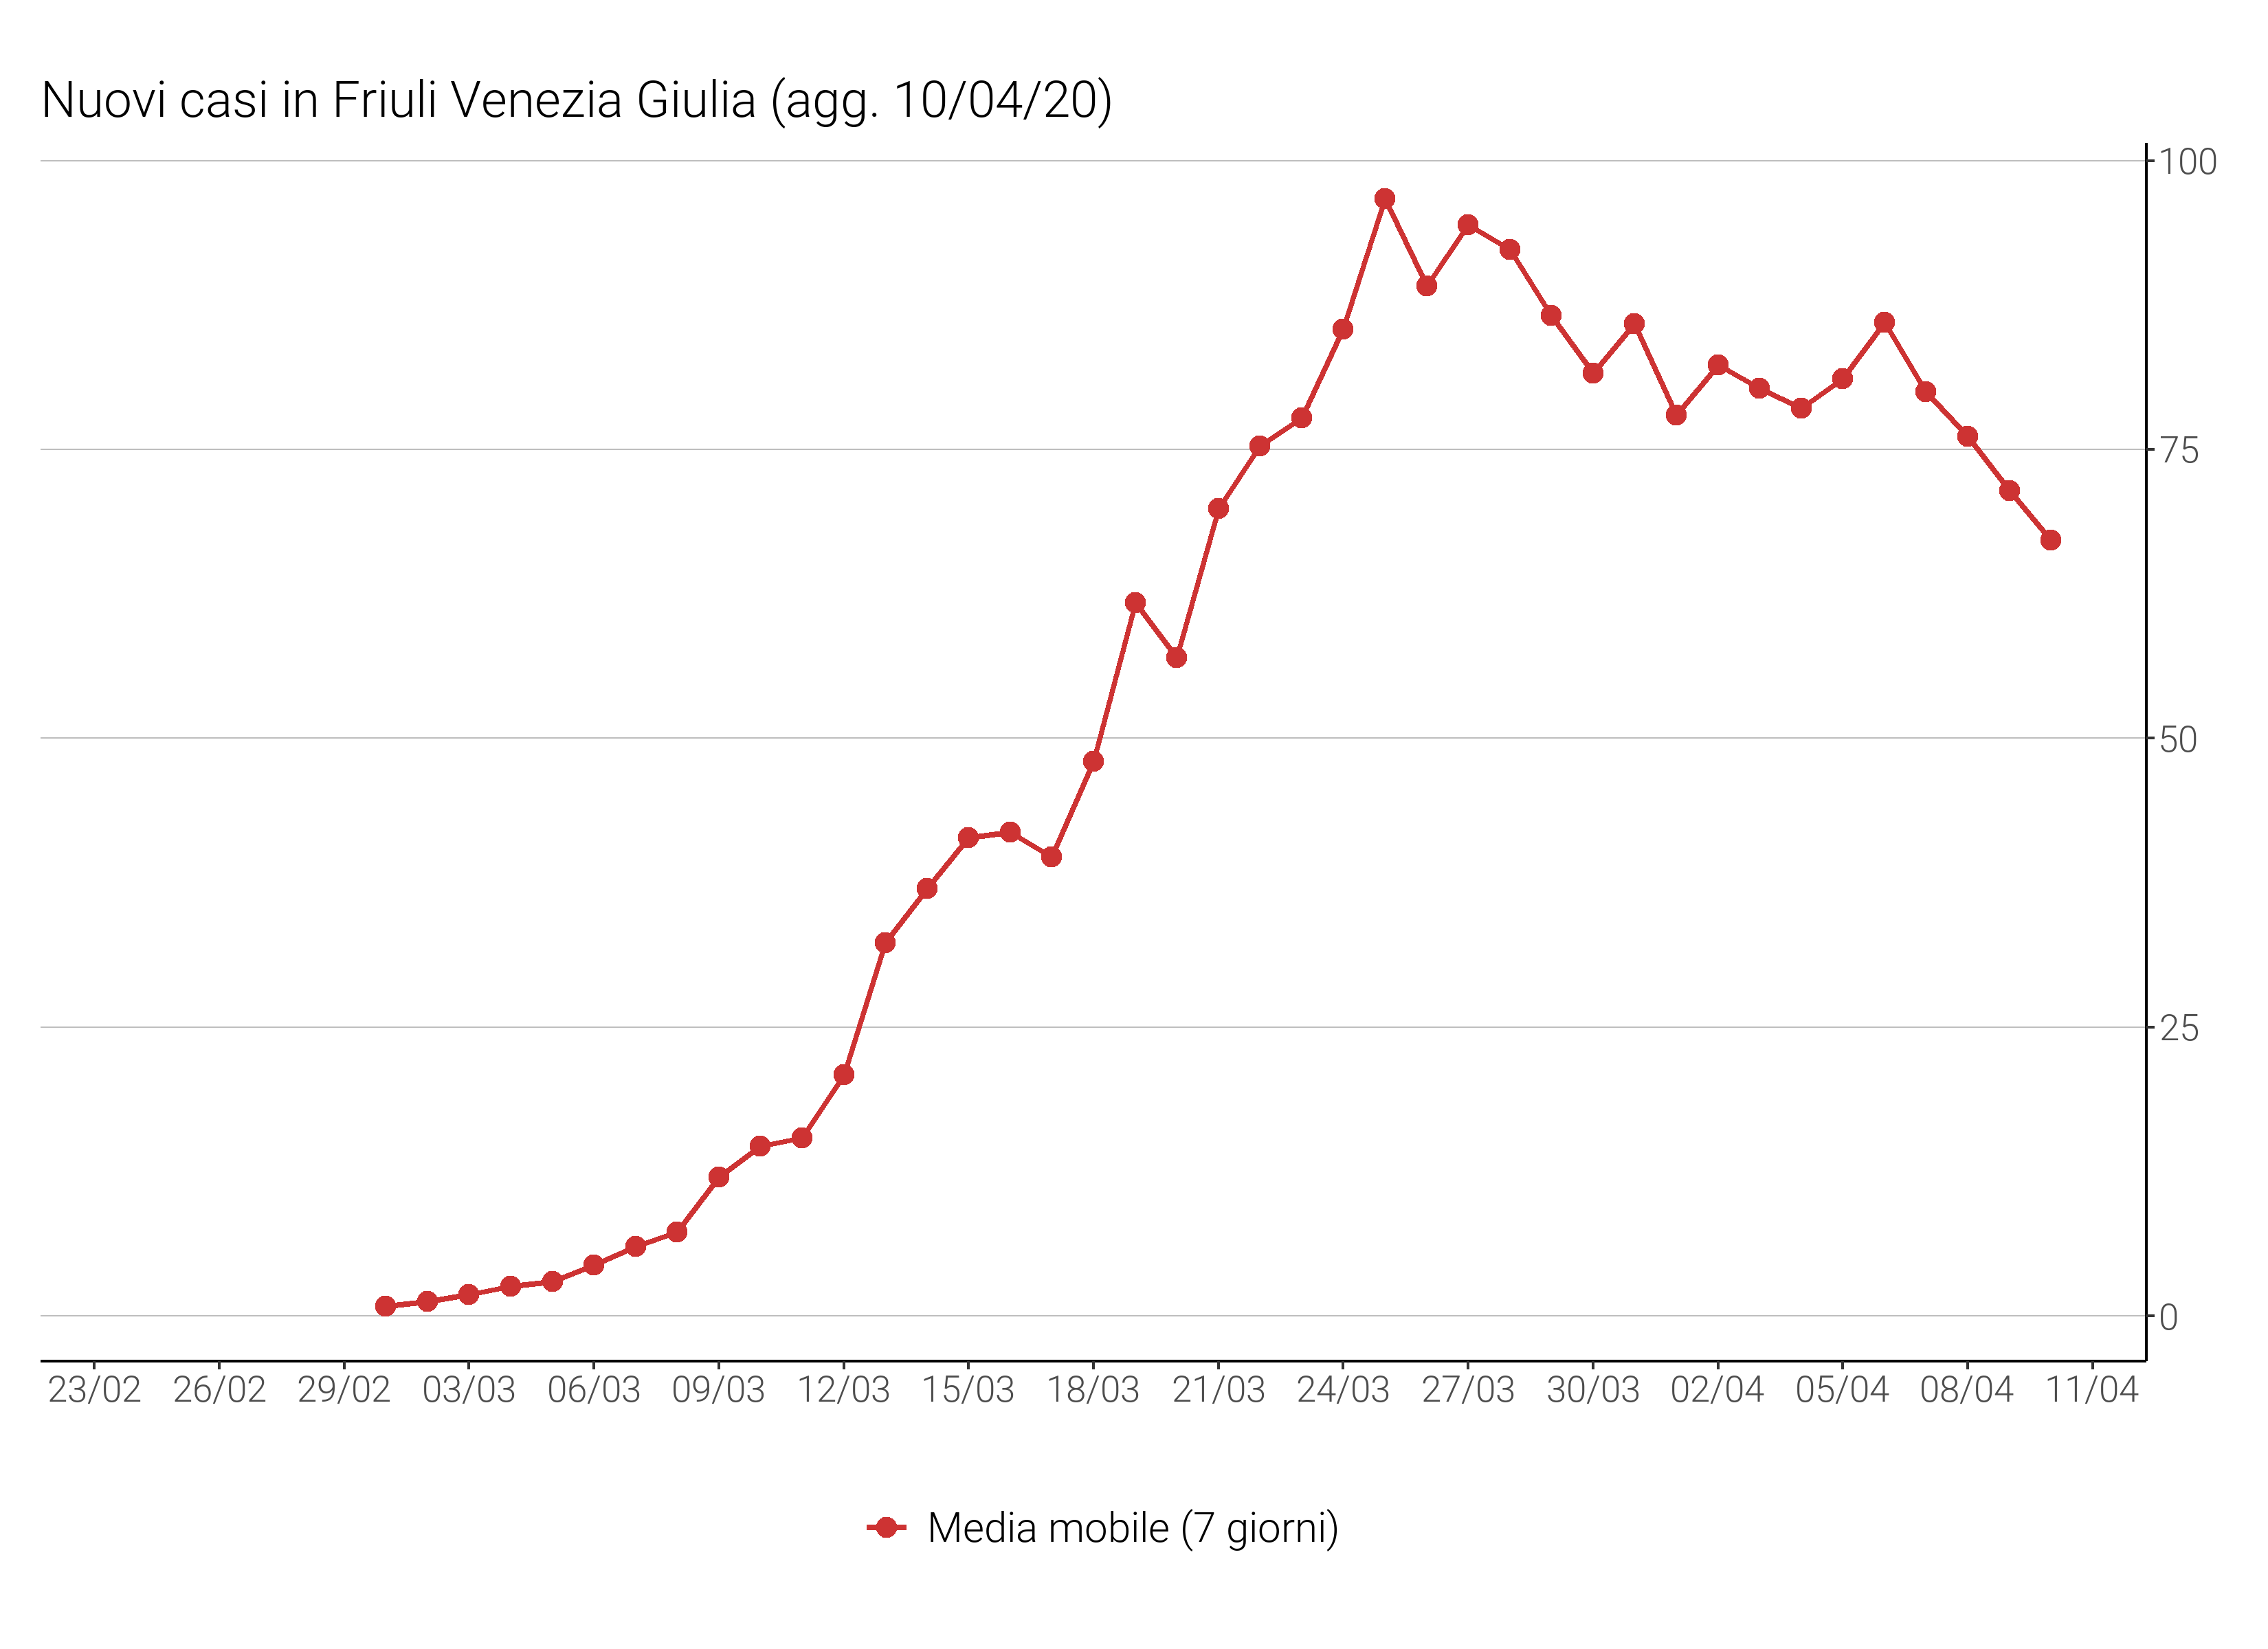 Nuovi casi in Friuli Venezia Giulia (agg. 10/04/20)
100
75
50
25
0
23/02 26/02 29/02 03/03 06/03 09/03 12/03 15/03 18/03 21/03 24/03 27/03 30/03 02/04 05/04 08/04 11/04
Media mobile (7 giorni)